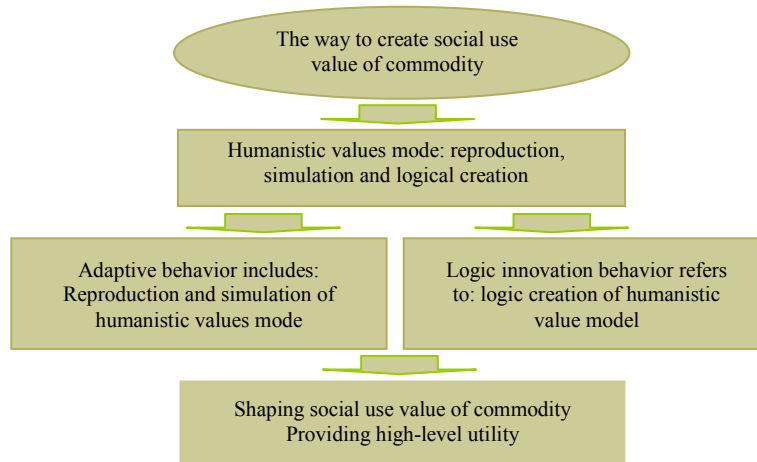 The way to create social use
value of commodity
Humanistic values mode: reproduction,
simulation and logical creation
Adaptive behavior includes:
Reproduction and simulation of
humanistic values mode
Logic innovation behavior refers
to: logic creation of humanistic
value model
Shaping social use value of commodity
Providing high-level utility